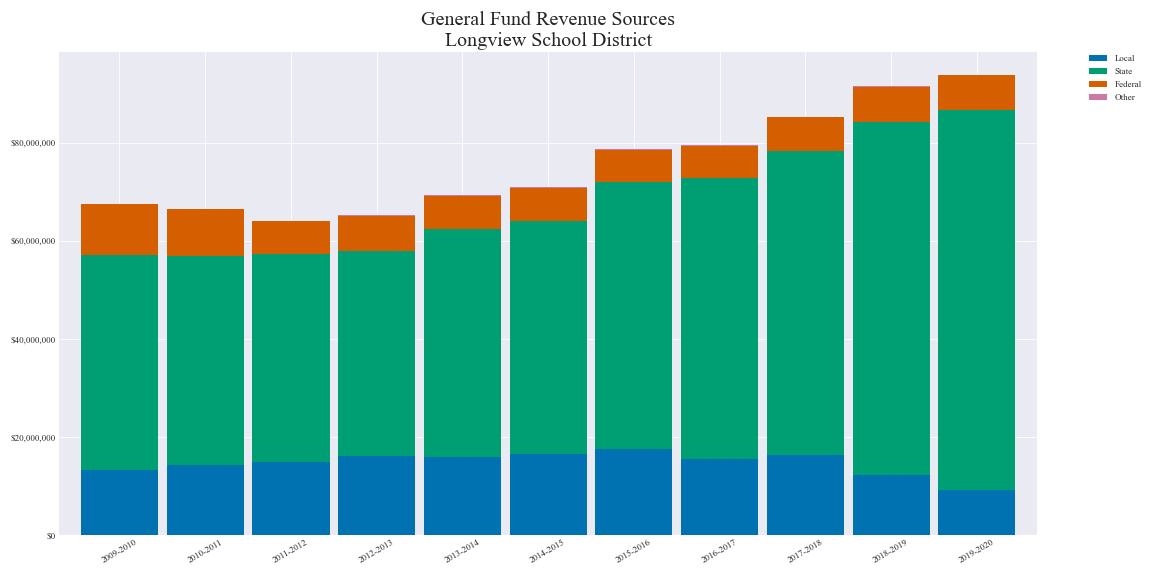 General Fund Revenue Sources
Longview School District
Local
State
Federal
Other
$80,000,000
$60,000,000
$40,000,000
$20,000,000
$0
2009-2010
2010-2011
2011-2012
2012-2013
2013-2014
2014-2015
2015-2016
2016-2017
2017-2018
2018-2019
2019-2020